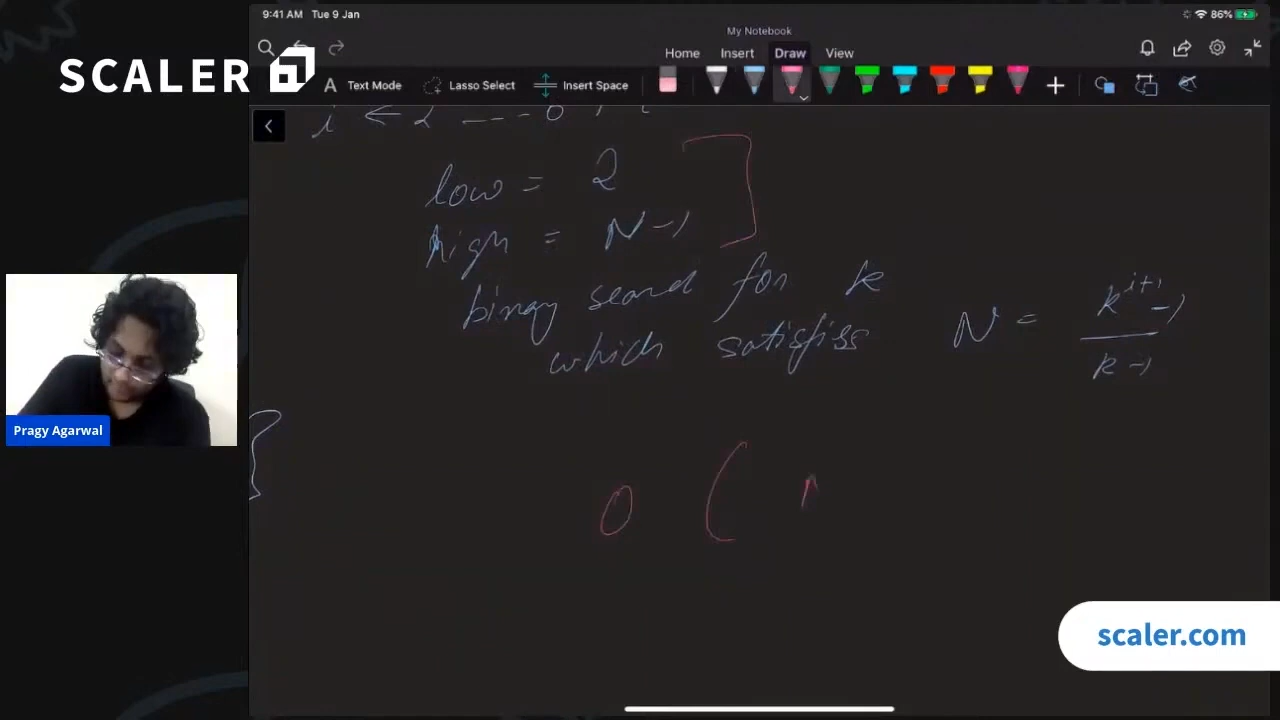 9:41 AM Tue 9 Jan
86%
My Notebook
SCALER
Home Insert Draw View
Text Mode Lasso Select Insert Space
low = 2
high = N-1
binary search for k
which satisfies N = k^{i+1}-1
k-1
Pragy Agarwal
O (
scaler.com